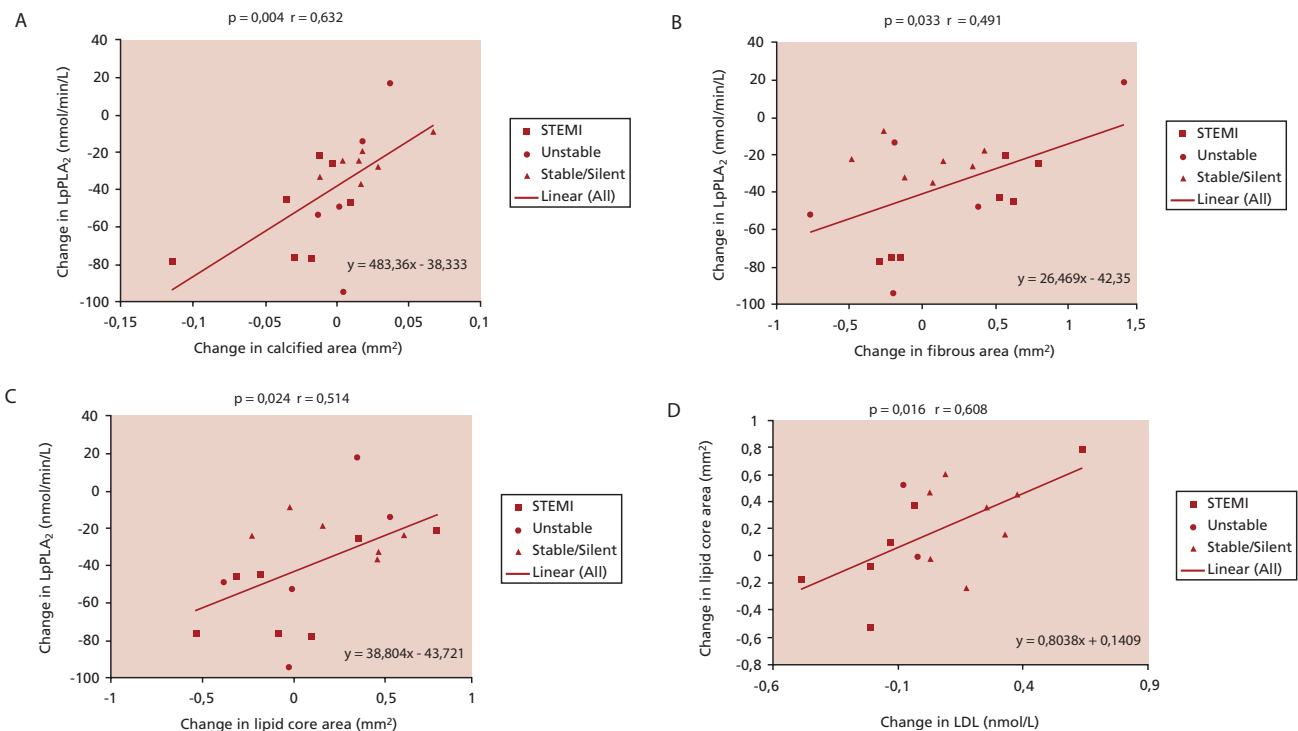 A
p = 0,004 r = 0,632
Change in LpPLA₂ (nmol/min/L)
40
20
0
-20
-40
-60
-80
-100
-0,15
-0,1
-0,05
0
0,05
0,1
Change in calcified area (mm²)
y = 483,36x - 38,333
STEMI
Unstable
Stable/Silent
Linear (All)
B
p = 0,033 r = 0,491
Change in LpPLA₂ (nmol/min/L)
40
20
0
-20
-40
-60
-80
-100
-1
-0,5
0
0,5
1
1,5
Change in fibrous area (mm²)
y = 26,469x - 42,35
STEMI
Unstable
Stable/Silent
Linear (All)
C
p = 0,024 r = 0,514
Change in LpPLA₂ (nmol/min/L)
40
20
0
-20
-40
-60
-80
-100
-1
-0,5
0
0,5
1
Change in lipid core area (mm²)
y = 38,804x - 43,721
STEMI
Unstable
Stable/Silent
Linear (All)
D
p = 0,016 r = 0,608
Change in lipid core area (mm²)
1
0,8
0,6
0,4
0,2
0
-0,2
-0,4
-0,6
-0,8
-0,6
-0,1
0,4
0,9
Change in LDL (nmol/L)
y = 0,8038x + 0,1409
STEMI
Unstable
Stable/Silent
Linear (All)